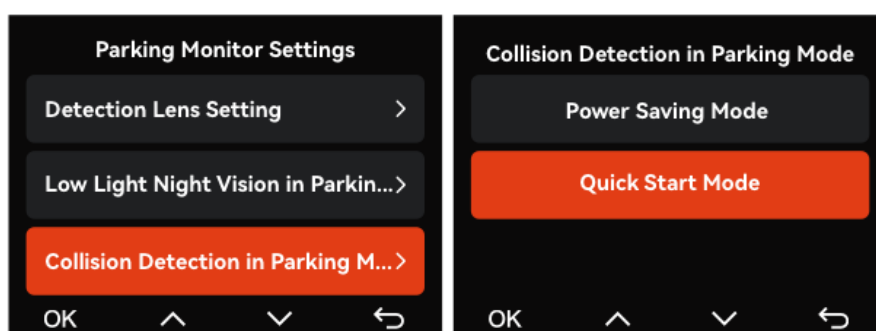 Parking Monitor Settings
Detection Lens Setting
Low Light Night Vision in Parkin...
Collision Detection in Parking M...
OK
Collision Detection in Parking Mode
Power Saving Mode
Quick Start Mode
OK